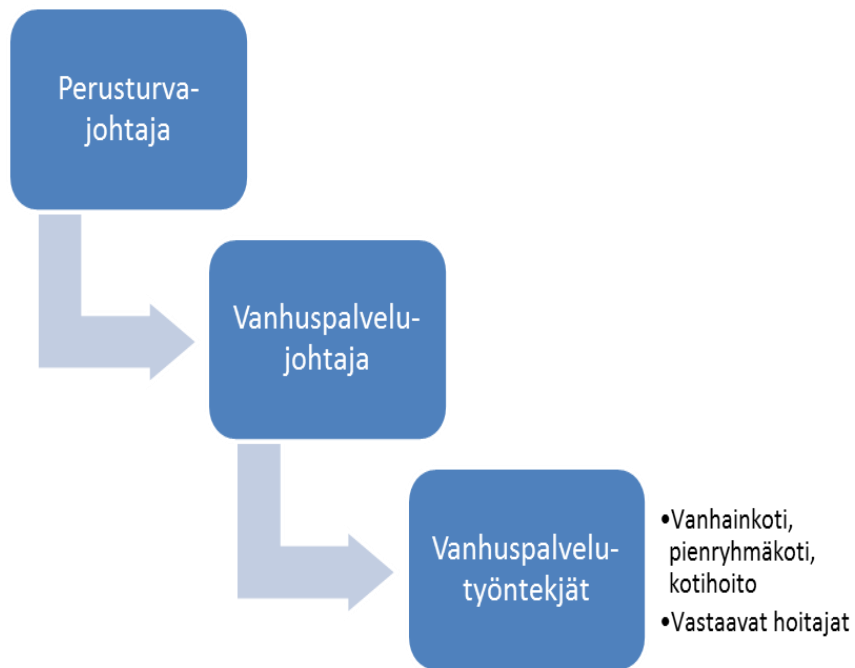 Perusturva-
johtaja
Vanhuspalvelu-
johtaja
Vanhuspalvelu-
työntekjät
•Vanhainkoti,
pienryhmäkoti,
kotihoito
•Vastaavat hoitajat